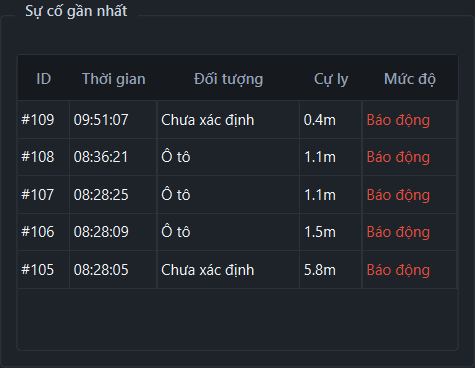 Sự cố gần nhất
ID Thời gian Đối tượng Cự ly Mức độ
#109 09:51:07 Chưa xác định 0.4m Báo động
#108 08:36:21 Ô tô 1.1m Báo động
#107 08:28:25 Ô tô 1.1m Báo động
#106 08:28:09 Ô tô 1.5m Báo động
#105 08:28:05 Chưa xác định 5.8m Báo động